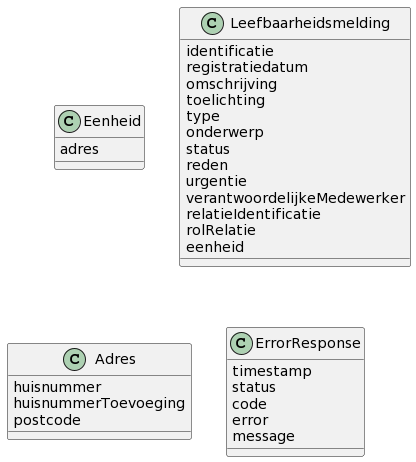 C Eenheid
adres
C Leefbaarheidsmelding
identificatie
registratiedatum
omschrijving
toelichting
type
onderwerp
status
reden
urgentie
verantwoordelijkeMedewerker
relatieIdentificatie
rolRelatie
eenheid
C Adres
huisnummer
huisnummerToevoeging
postcode
C ErrorResponse
timestamp
status
code
error
message